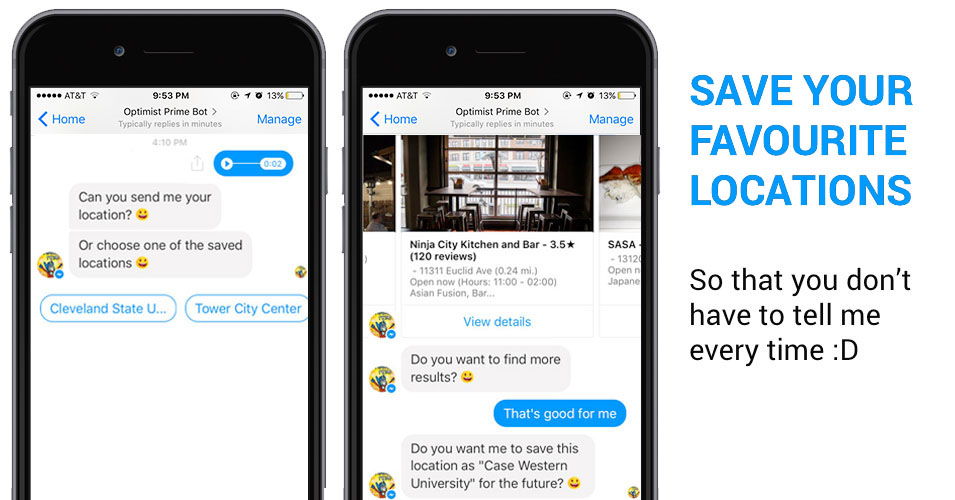 AT&T 9:53 PM 13%
Home Optimist Prime Bot > Manage
Typically replies in minutes
4:10 PM
0:02
Can you send me your
location? 😀
Or choose one of the saved
locations 😀
Cleveland State U... Tower City Center
AT&T 9:53 PM 13%
Home Optimist Prime Bot > Manage
Typically replies in minutes
)
Ninja City Kitchen and Bar - 3.5★
(120 reviews)
- 11311 Euclid Ave (0.24 mi.)
Open now (Hours: 11:00 - 02:00)
Asian Fusion, Bar...
View details
SASA -
- 13120
Open n
Japane
Do you want to find more
results? 😀
That's good for me
Do you want me to save this
location as "Case Western
University" for the future? 😀
SAVE YOUR
FAVOURITE
LOCATIONS
So that you don't
have to tell me
every time :D